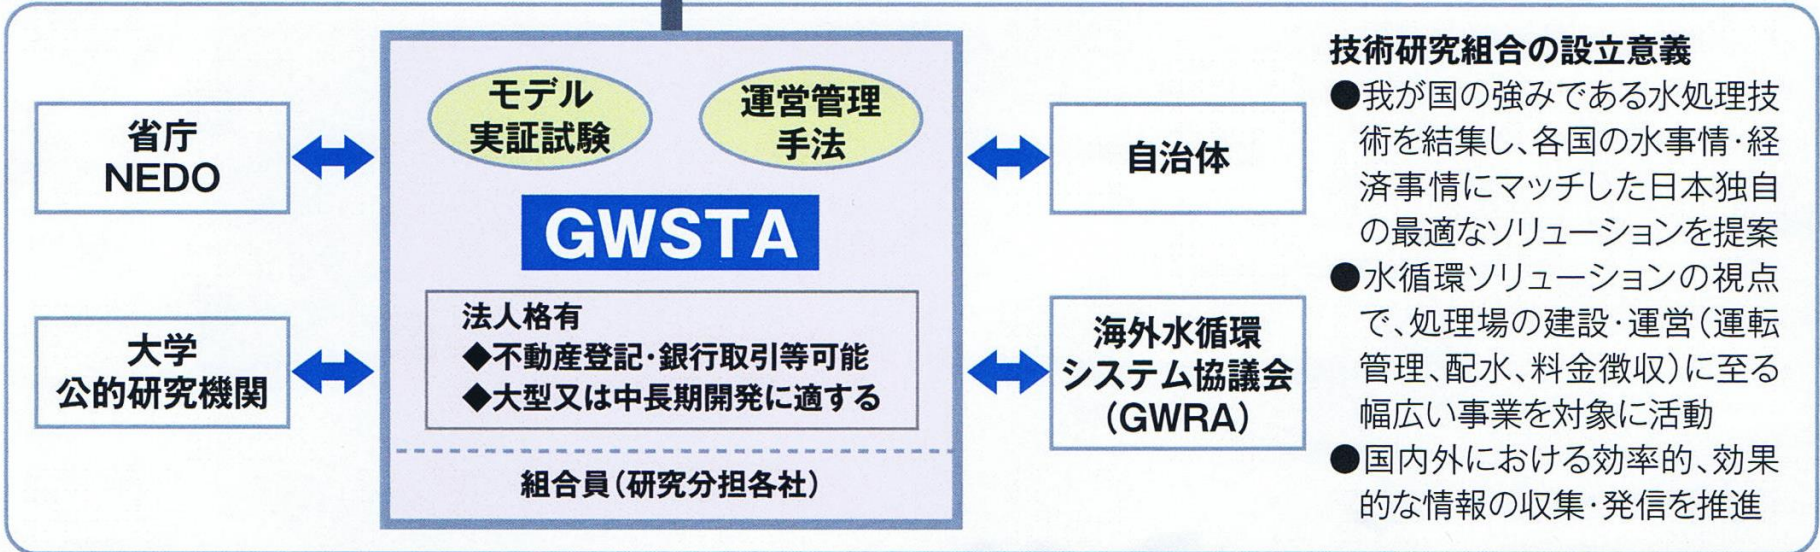 省庁
NEDO
大学
公的研究機関
モデル
実証試験
運営管理
手法
GWSTA
法人格有
◆不動産登記・銀行取引等可能
◆大型又は中長期開発に適する
組合員（研究分担各社）
自治体
海外水循環
システム協議会
（GWRA）
技術研究組合の設立意義
●我が国の強みである水処理技
術を結集し、各国の水事情・経
済事情にマッチした日本独自
の最適なソリューションを提案
●水循環ソリューションの視点
で、処理場の建設・運営（運転
管理、配水、料金徴収）に至る
幅広い事業を対象に活動
●国内外における効率的、効果
的な情報の収集・発信を推進